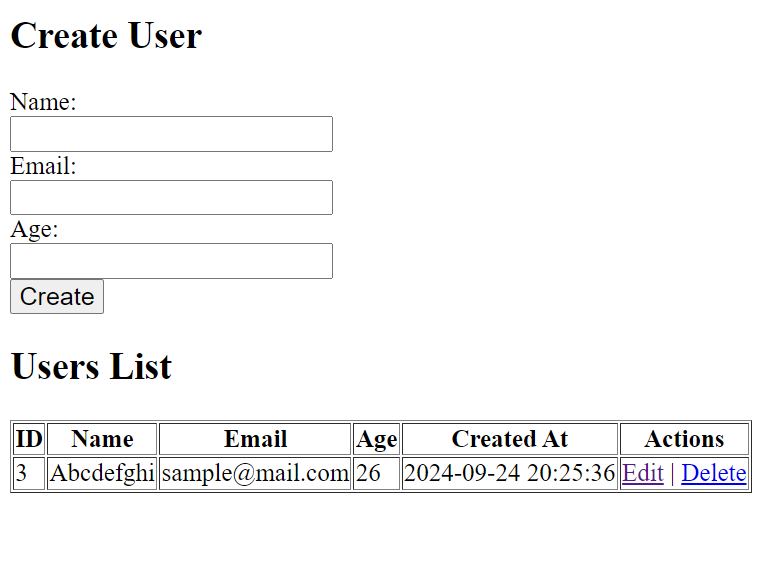 Create User
Name:
Email:
Age:
Create
Users List
ID Name Email Age Created At Actions
3 Abcdefghi sample@mail.com 26 2024-09-24 20:25:36 Edit | Delete